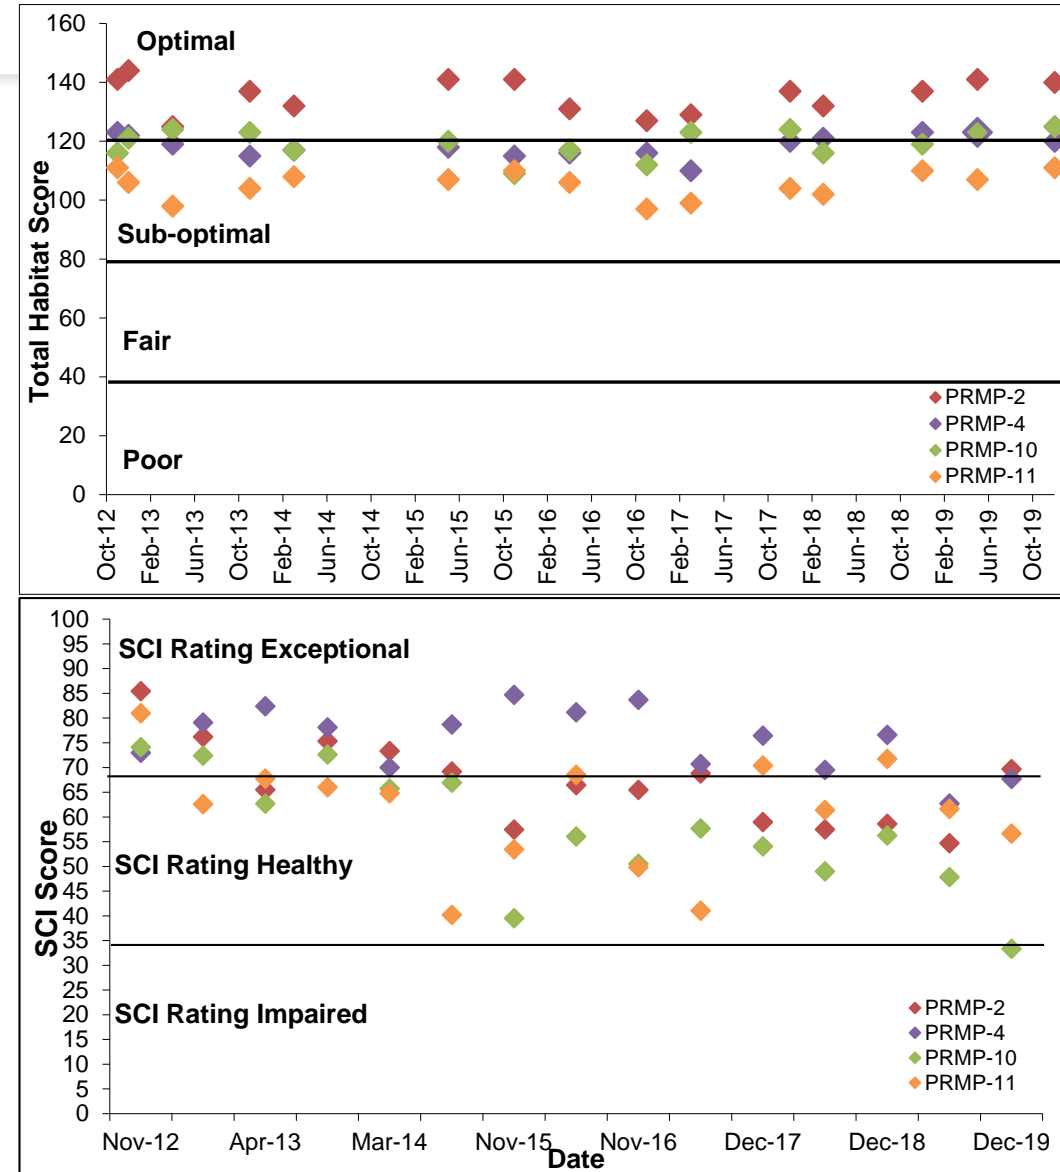 160
Optimal
140
120
100
Sub-optimal
80
60
Fair
40
20
Poor
0
Total Habitat Score
PRMP-2
PRMP-4
PRMP-10
PRMP-11
Oct-12
Feb-13
Jun-13
Oct-13
Feb-14
Jun-14
Oct-14
Feb-15
Jun-15
Oct-15
Feb-16
Jun-16
Oct-16
Feb-17
Jun-17
Oct-17
Feb-18
Jun-18
Oct-18
Feb-19
Jun-19
Oct-19
100
95
SCI Rating Exceptional
90
85
80
75
70
65
60
55
50
SCI Rating Healthy
45
40
35
30
25
20
SCI Rating Impaired
15
10
5
0
SCI Score
PRMP-2
PRMP-4
PRMP-10
PRMP-11
Nov-12
Apr-13
Mar-14
Nov-15
Nov-16
Dec-17
Dec-18
Dec-19
Date